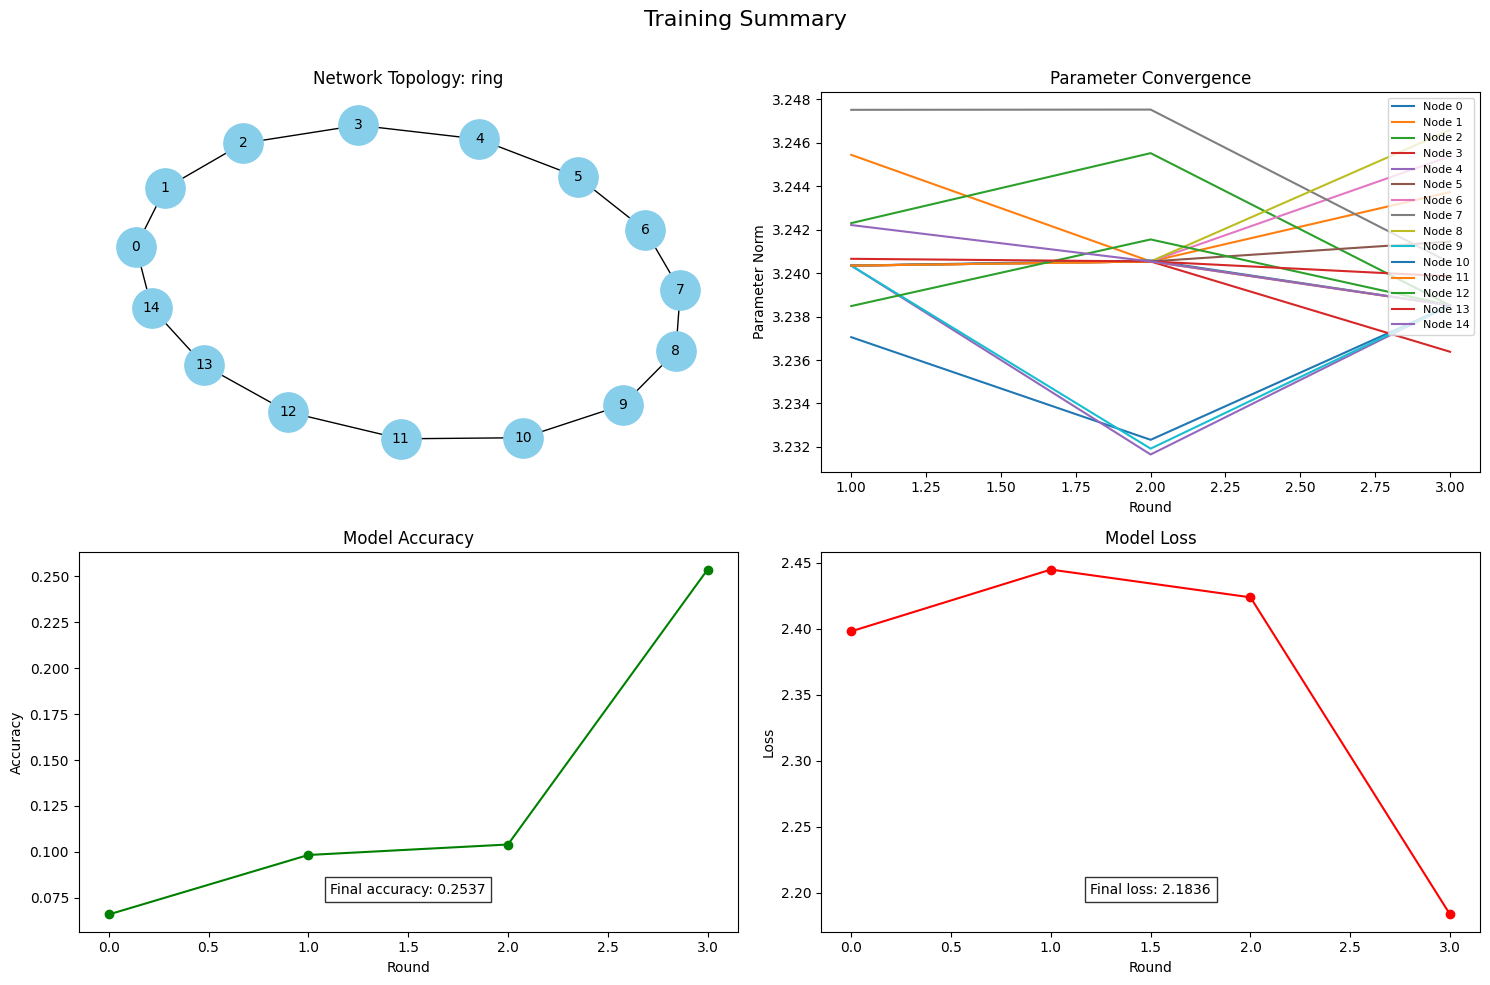 Training Summary
Network Topology: ring
3
4
2
5
1
6
0
7
14
8
13
9
12
11
10
Parameter Convergence
3.248
3.246
3.244
3.242
3.240
3.238
3.236
3.234
3.232
Parameter Norm
1.00
1.25
1.50
1.75
2.00
2.25
2.50
2.75
3.00
Round
Node 0
Node 1
Node 2
Node 3
Node 4
Node 5
Node 6
Node 7
Node 8
Node 9
Node 10
Node 11
Node 12
Node 13
Node 14
Model Accuracy
0.250
0.225
0.200
0.175
0.150
0.125
0.100
0.075
Accuracy
Final accuracy: 0.2537
0.0
0.5
1.0
1.5
2.0
2.5
3.0
Round
Model Loss
2.45
2.40
2.35
2.30
2.25
2.20
Loss
Final loss: 2.1836
0.0
0.5
1.0
1.5
2.0
2.5
3.0
Round